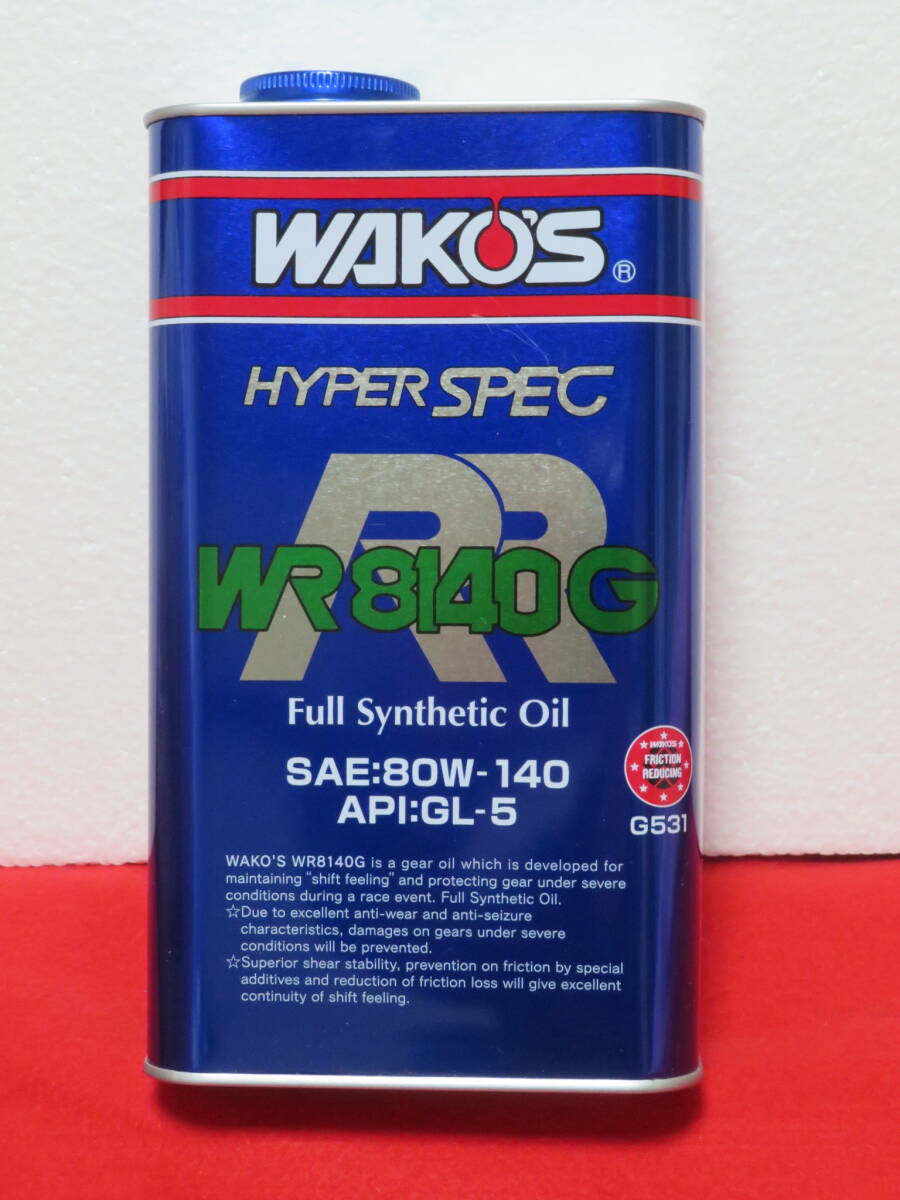 WAKO'S ®
HYPER SPEC
RR
WR8140G
Full Synthetic Oil
SAE:80W-140
API:GL-5
WAKO'S
FRICTION
REDUCING
G531
WAKO'S WR8140G is a gear oil which is developed for
maintaining "shift feeling" and protecting gear under severe
conditions during a race event. Full Synthetic Oil.
☆Due to excellent anti-wear and anti-seizure
characteristics, damages on gears under severe
conditions will be prevented.
☆Superior shear stability, prevention on friction by special
additives and reduction of friction loss will give excellent
continuity of shift feeling.